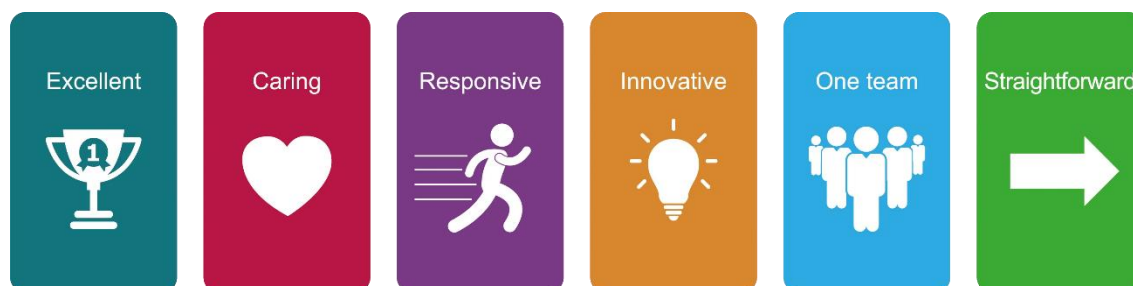 Excellent
Caring
Responsive
Innovative
One team
Straightforward
1